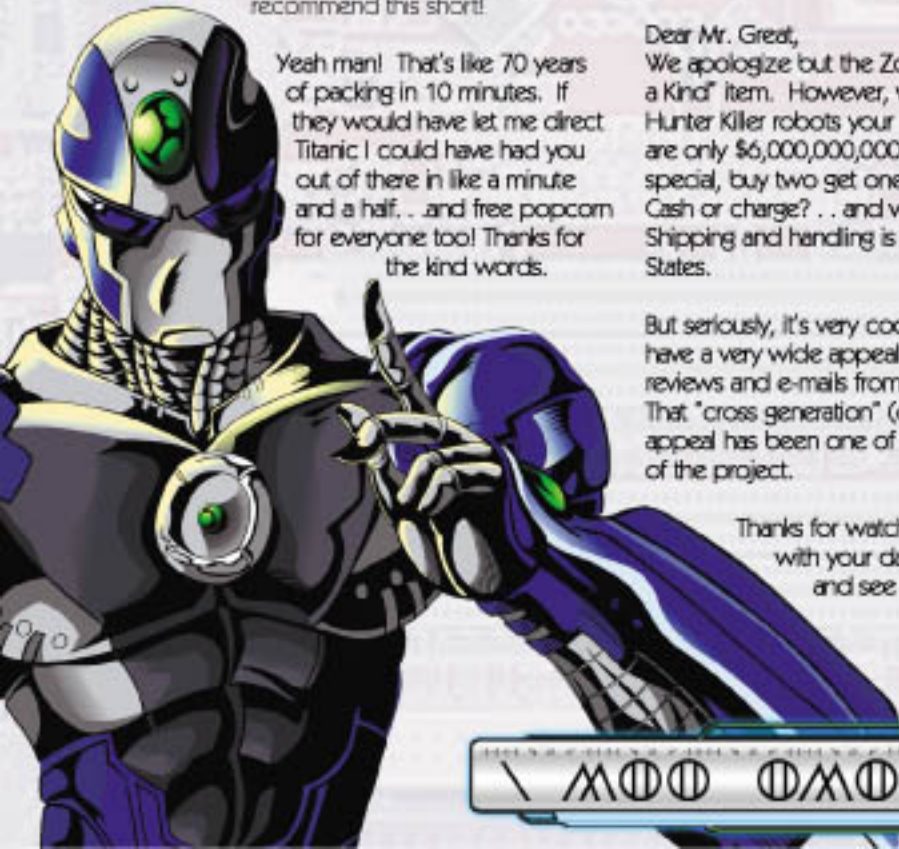 recommend this short!
Yeah man! That's like 70 years
of packing in 10 minutes. If
they would have let me direct
Titanic I could have had you
out of there in like a minute
and a half. . .and free popcorn
for everyone too! Thanks for
the kind words.
Dear Mr. Great,
We apologize but the Zo
a Kind" item. However, v
Hunter Killer robots your
are only $6,000,000,000
special, buy two get one
Cash or charge? . . and v
Shipping and handling is
States.
But seriously, it's very coo
have a very wide appeal
reviews and e-mails from
That "cross generation" (
appeal has been one of
of the project.
Thanks for watch
with your da
and see